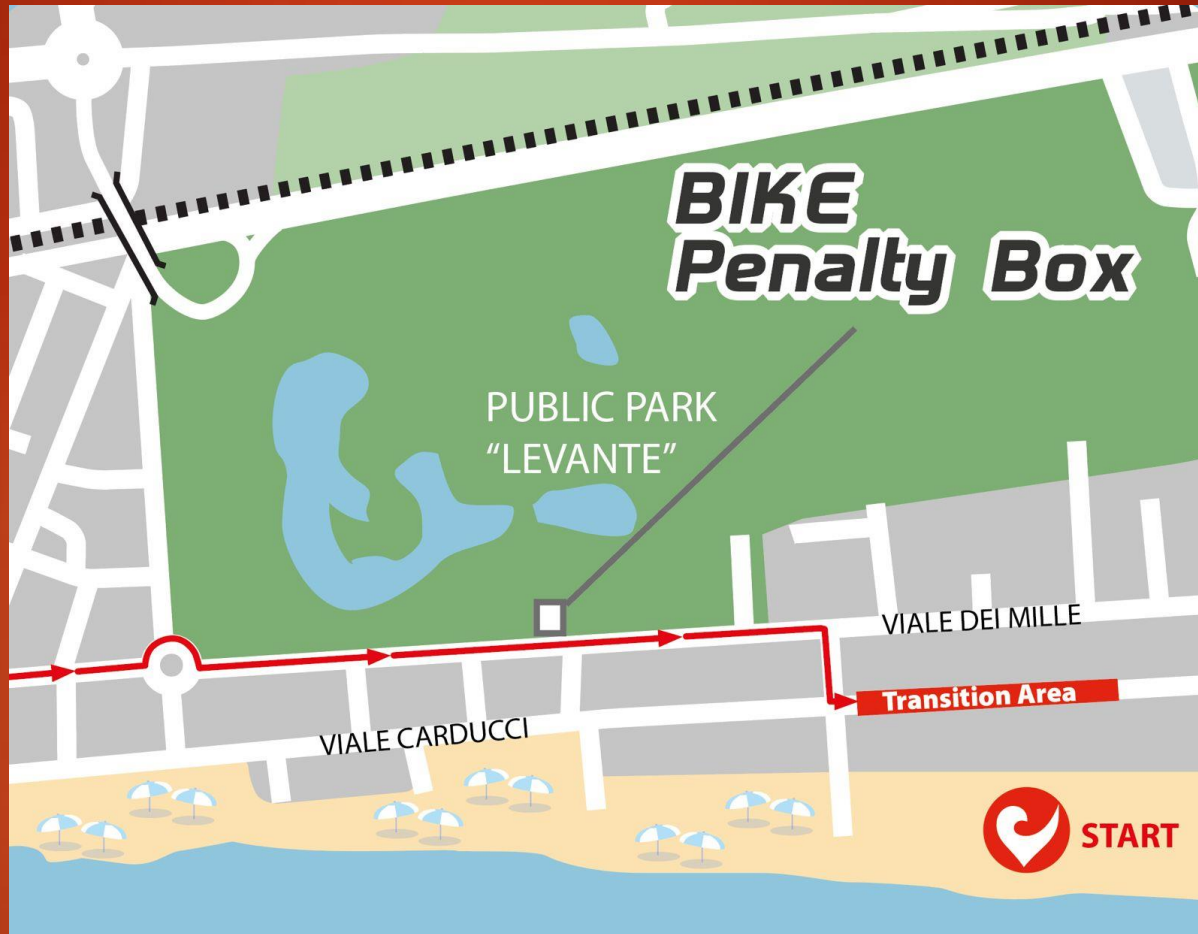 BIKE
Penalty Box
PUBLIC PARK
“LEVANTE”
VIALE DEI MILLE
Transition Area
VIALE CARDUCCI
START